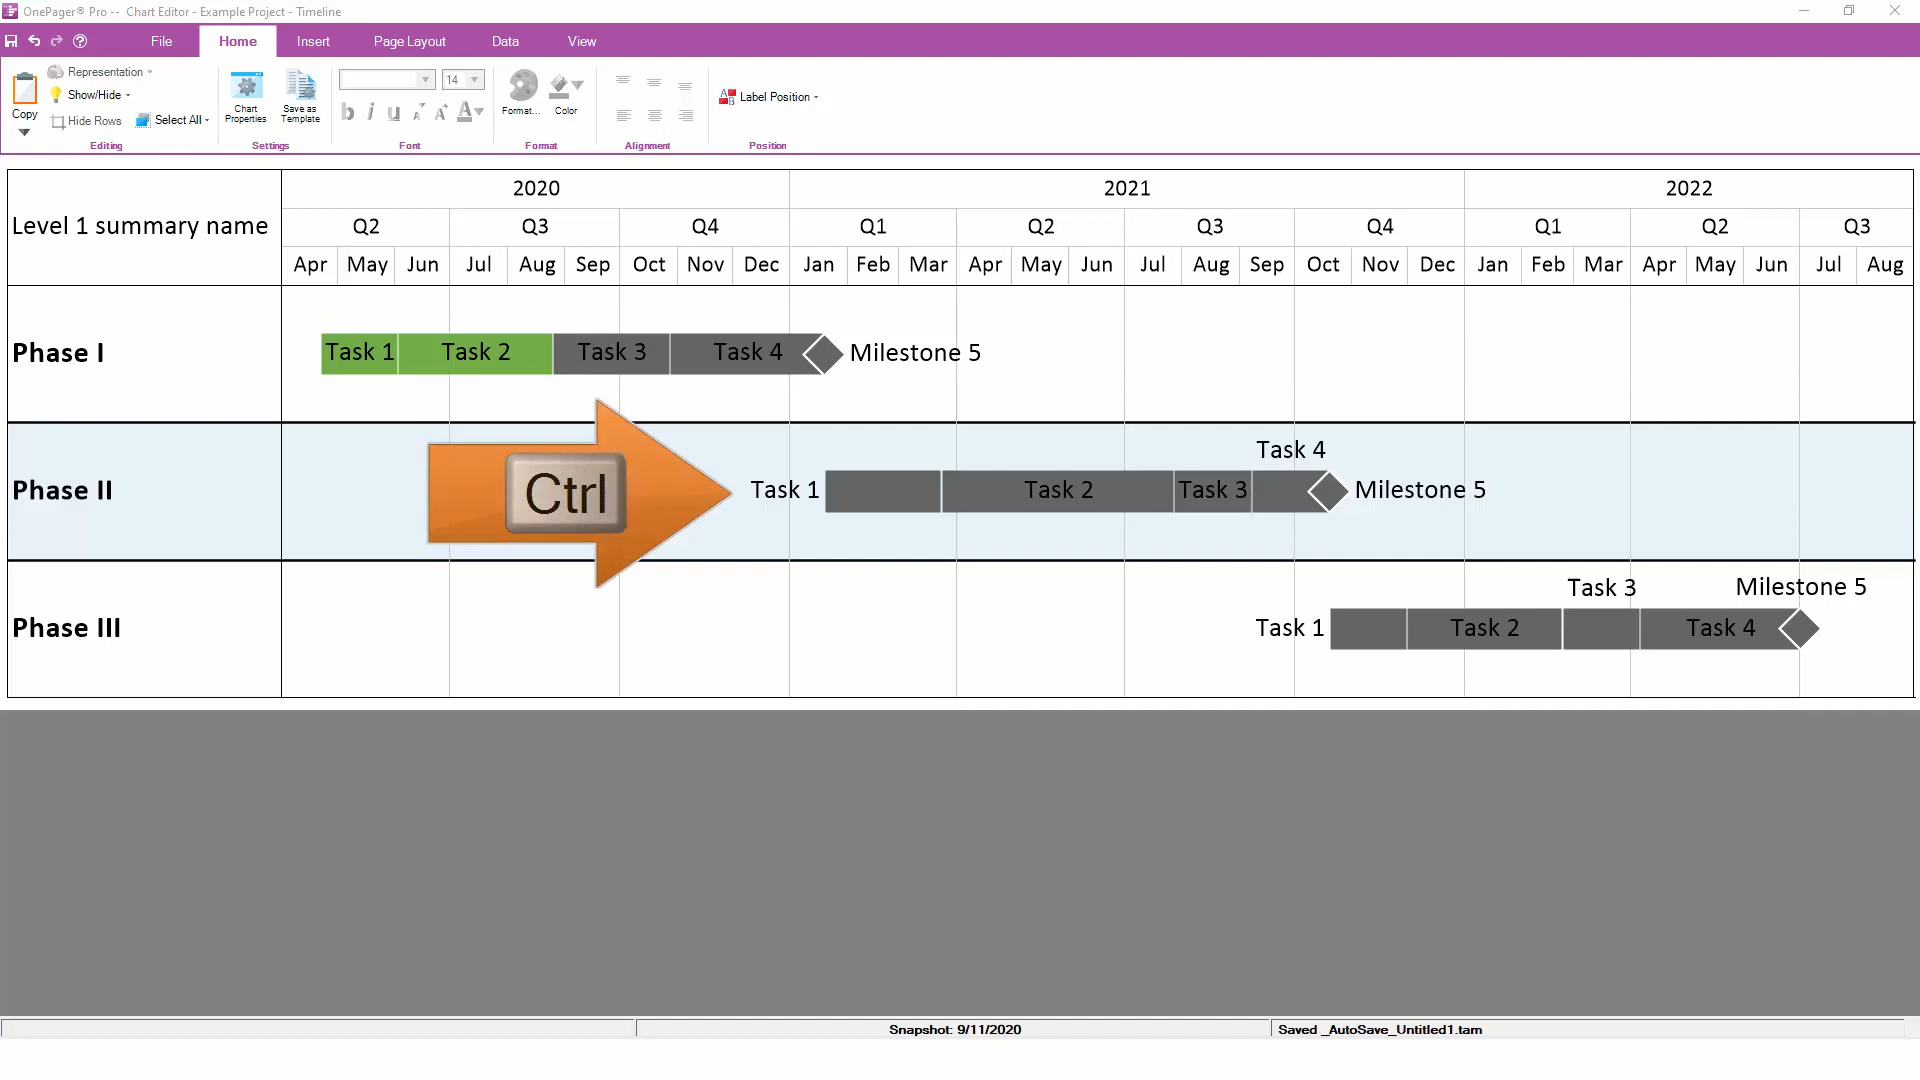 OnePager® Pro -- Chart Editor - Example Project - Timeline
File Home Insert Page Layout Data View
Copy
Representation
Show/Hide
Hide Rows
Select All
Editing
Chart Properties
Save as Template
Settings
14
b i u A A A
Font
Format...
Color
Format
Alignment
Label Position
Position
Level 1 summary name
2020 2021 2022
Q2 Q3 Q4 Q1 Q2 Q3 Q4 Q1 Q2 Q3
Apr May Jun Jul Aug Sep Oct Nov Dec Jan Feb Mar Apr May Jun Jul Aug Sep Oct Nov Dec Jan Feb Mar Apr May Jun Jul Aug
Phase I
Task 1 Task 2 Task 3 Task 4 Milestone 5
Task 4
Phase II
Ctrl
Task 1 Task 2 Task 3 Milestone 5
Task 3 Milestone 5
Phase III
Task 1 Task 2 Task 4
Snapshot: 9/11/2020
Saved _AutoSave_Untitled1.tam